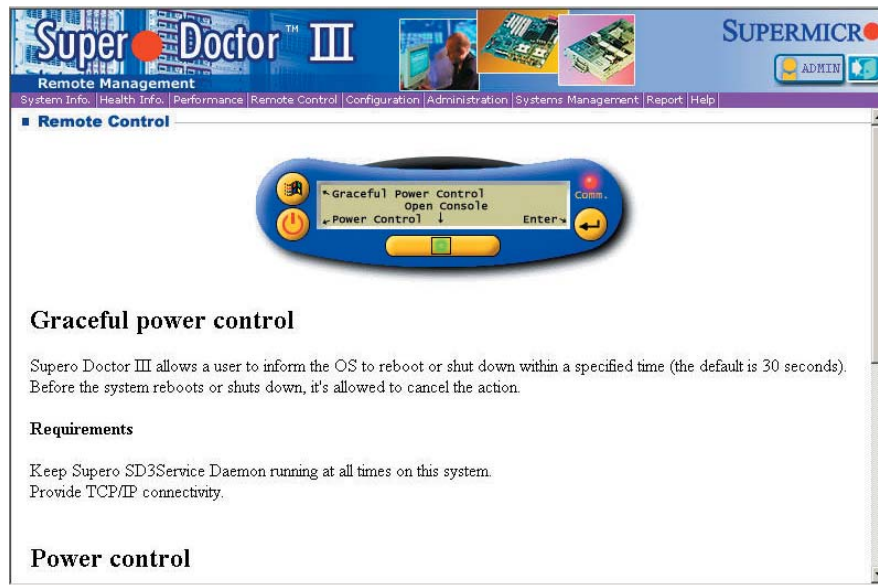 Super Doctor™ III
SUPERMICR
Remote Management
ADMIN
System Info. |Health Info.|Performance|Remote Control|Configuration|Administration|Systems Management|Report|Help|
Remote Control
Graceful Power Control
Comm.
Open Console
Power Control ↓ Enter
Graceful power control
Supero Doctor III allows a user to inform the OS to reboot or shut down within a specified time (the default is 30 seconds).
Before the system reboots or shuts down, it's allowed to cancel the action.
Requirements
Keep Supero SD3Service Daemon running at all times on this system.
Provide TCP/IP connectivity.
Power control